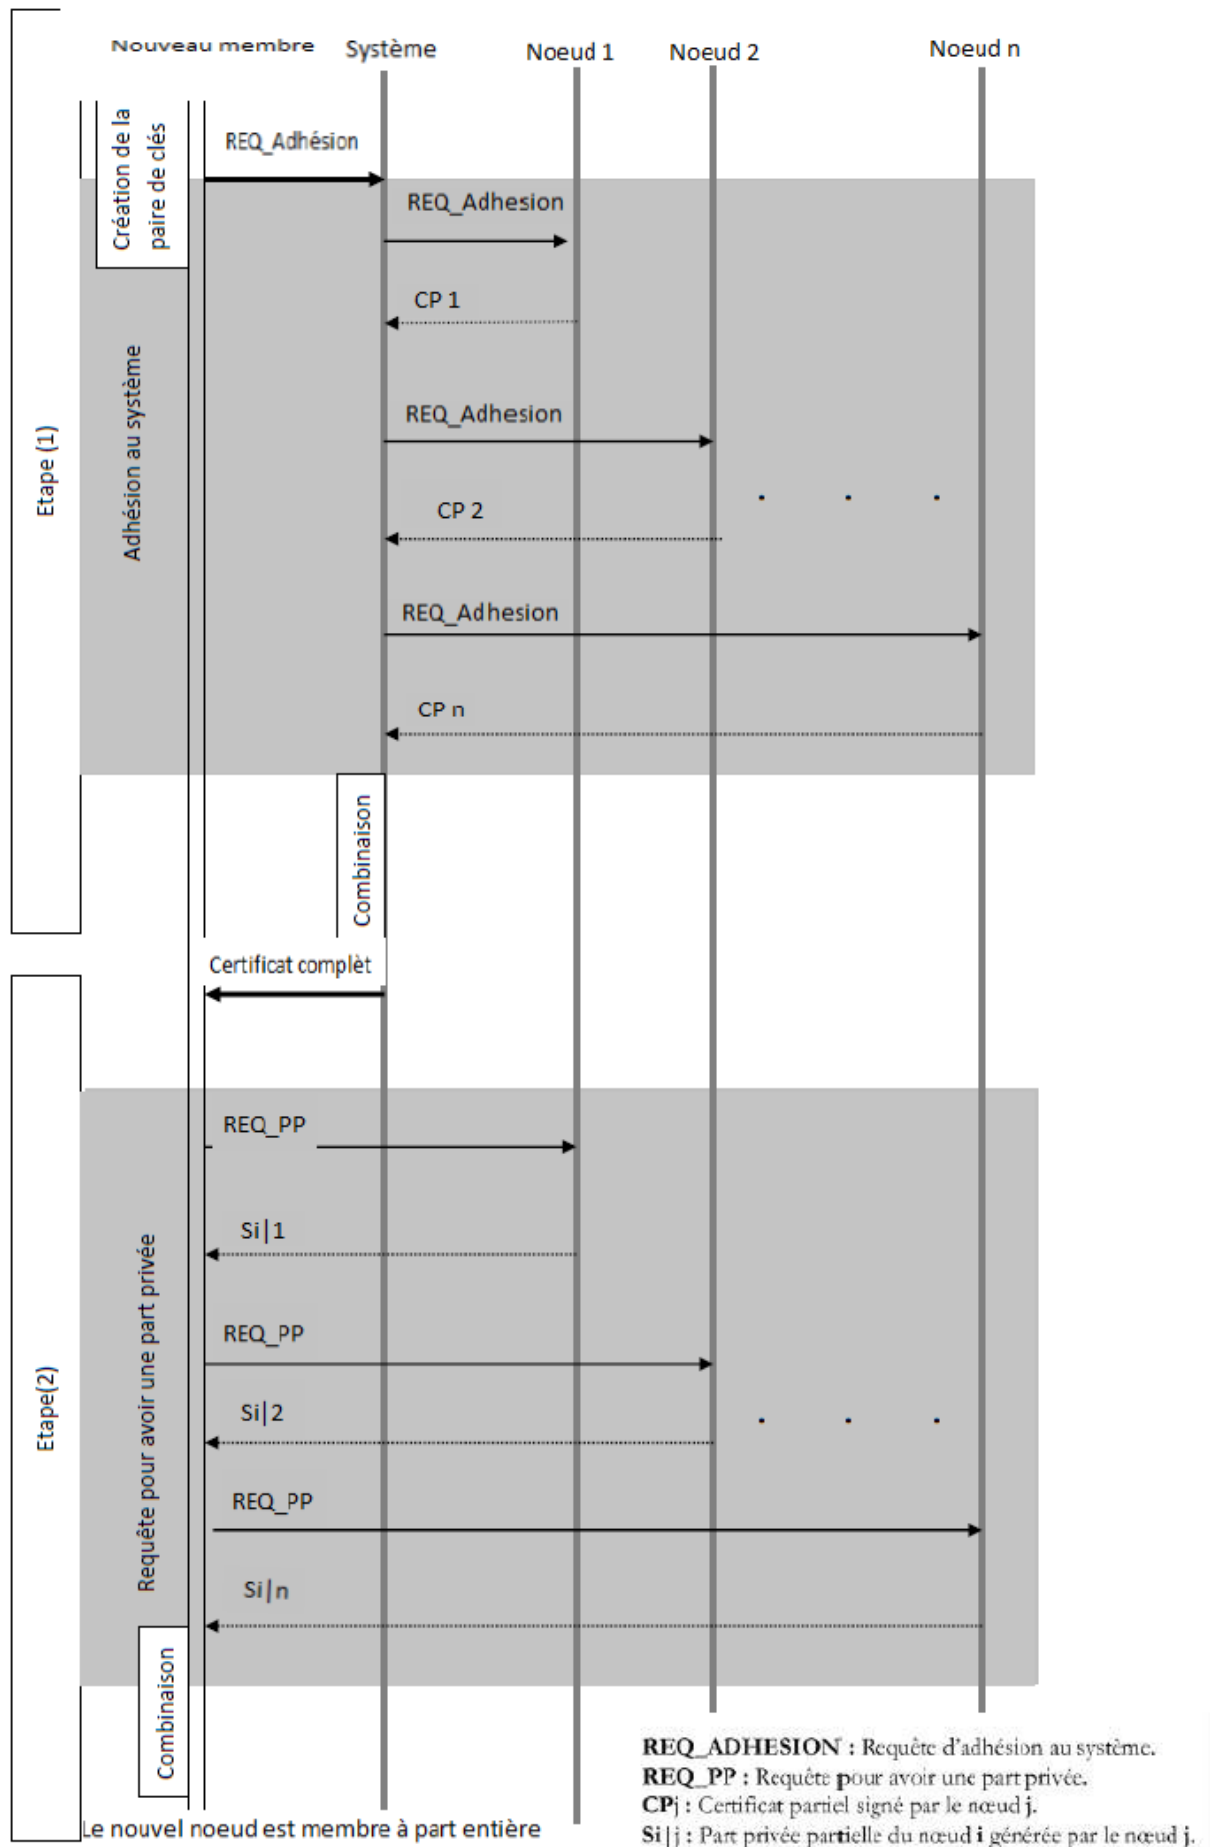 Nouveau membre
Système
Noeud 1
Noeud 2
Noeud n
Création de la
paire de clés
REQ_Adhésion
REQ_Adhesion
CP 1
Etape (1)
Adhésion au système
REQ_Adhesion
CP 2
. . .
REQ_Adhesion
CP n
Combinaison
Certificat complèt
Etape(2)
Requête pour avoir une part privée
REQ_PP
Si|1
REQ_PP
Si|2
. . .
REQ_PP
Si|n
Combinaison
Le nouvel noeud est membre à part entière
REQ_ADHESION : Requête d'adhésion au système.
REQ_PP : Requête pour avoir une part privée.
CPj : Certificat partiel signé par le nœud j.
Si|j : Part privée partielle du nœud i générée par le nœud j.